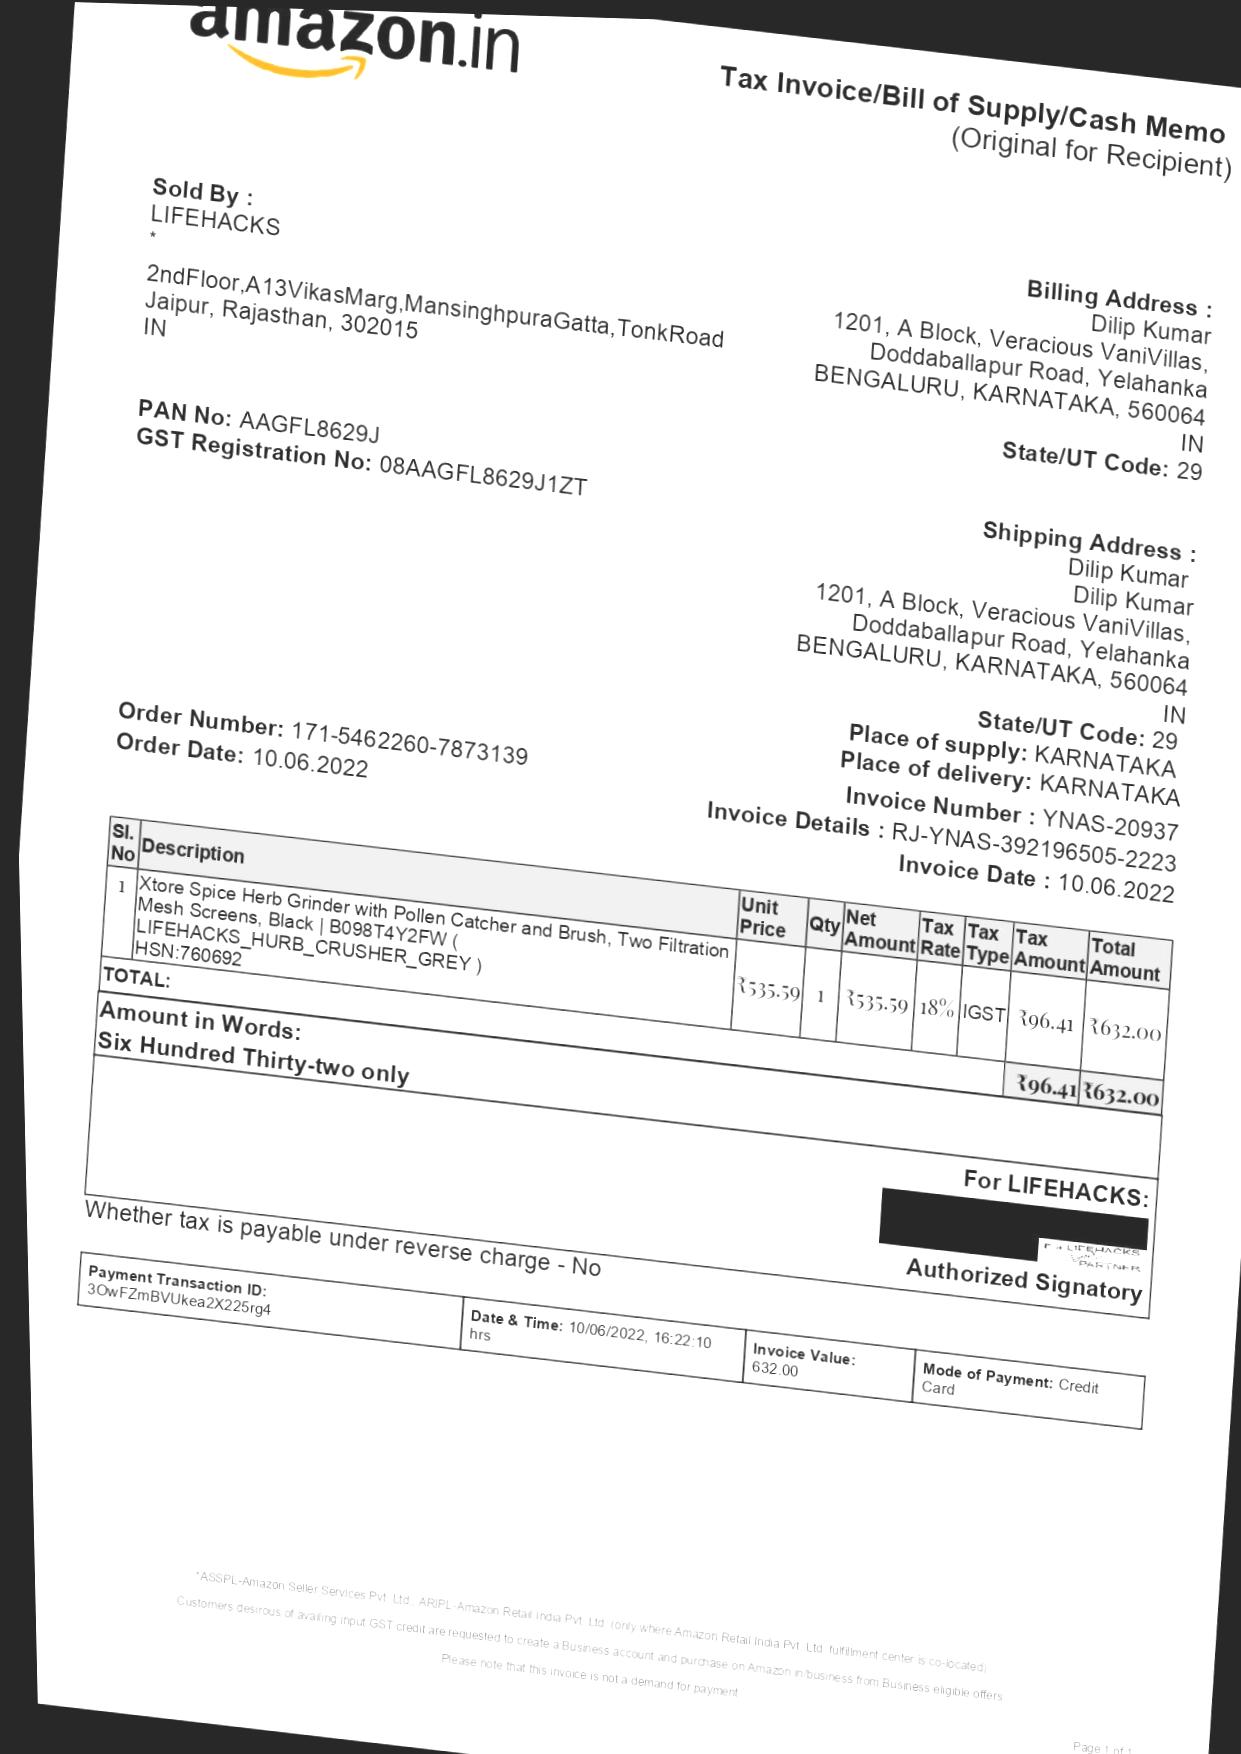 amazon.in
Tax Invoice/Bill of Supply/Cash Memo
(Original for Recipient)
Sold By :
LIFEHACKS
*
2ndFloor,A13VikasMarg,MansinghpuraGatta,TonkRoad
Jaipur, Rajasthan, 302015
IN
PAN No: AAGFL8629J
GST Registration No: 08AAGFL8629J1ZT
Billing Address :
Dilip Kumar
1201, A Block, Veracious VaniVillas,
Doddaballapur Road, Yelahanka
BENGALURU, KARNATAKA, 560064
IN
State/UT Code: 29
Shipping Address :
Dilip Kumar
Dilip Kumar
1201, A Block, Veracious VaniVillas,
Doddaballapur Road, Yelahanka
BENGALURU, KARNATAKA, 560064
IN
State/UT Code: 29
Place of supply: KARNATAKA
Place of delivery: KARNATAKA
Order Number: 171-5462260-7873139
Order Date: 10.06.2022
Invoice Number : YNAS-20937
Invoice Details : RJ-YNAS-392196505-2223
Invoice Date : 10.06.2022
Sl. No Description Unit Price Qty Net Amount Tax Rate Tax Type Tax Amount Total Amount
1 Xtore Spice Herb Grinder with Pollen Catcher and Brush, Two Filtration
Mesh Screens, Black | B098T4Y2FW (
LIFEHACKS_HURB_CRUSHER_GREY )
HSN:760692
₹535.59 1 ₹535.59 18% IGST ₹96.41 ₹632.00
TOTAL: ₹96.41 ₹632.00
Amount in Words:
Six Hundred Thirty-two only
For LIFEHACKS:
LIFEHACKS
PARTNER
Authorized Signatory
Whether tax is payable under reverse charge - No
Payment Transaction ID:
3OwFZmBVUkea2X225rg4
Date & Time: 10/06/2022, 16:22:10
hrs
Invoice Value:
632.00
Mode of Payment: Credit
Card
*ASSPL-Amazon Seller Services Pvt. Ltd., ARIPL-Amazon Retail India Pvt. Ltd. (only where Amazon Retail India Pvt. Ltd. fulfillment center is co-located)
Customers desirous of availing input GST credit are requested to create a Business account and purchase on Amazon.in/business from Business eligible offers
Please note that this invoice is not a demand for payment
Page 1 of 1